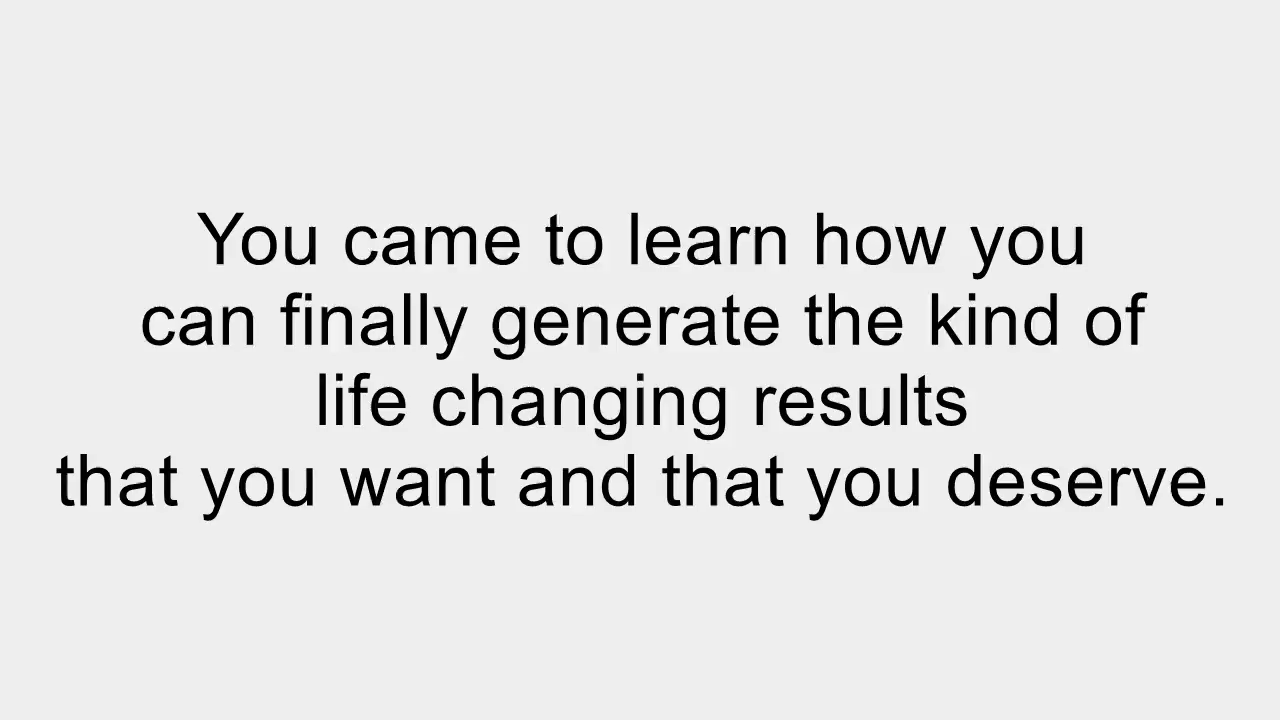 You came to learn how you
can finally generate the kind of
life changing results
that you want and that you deserve.